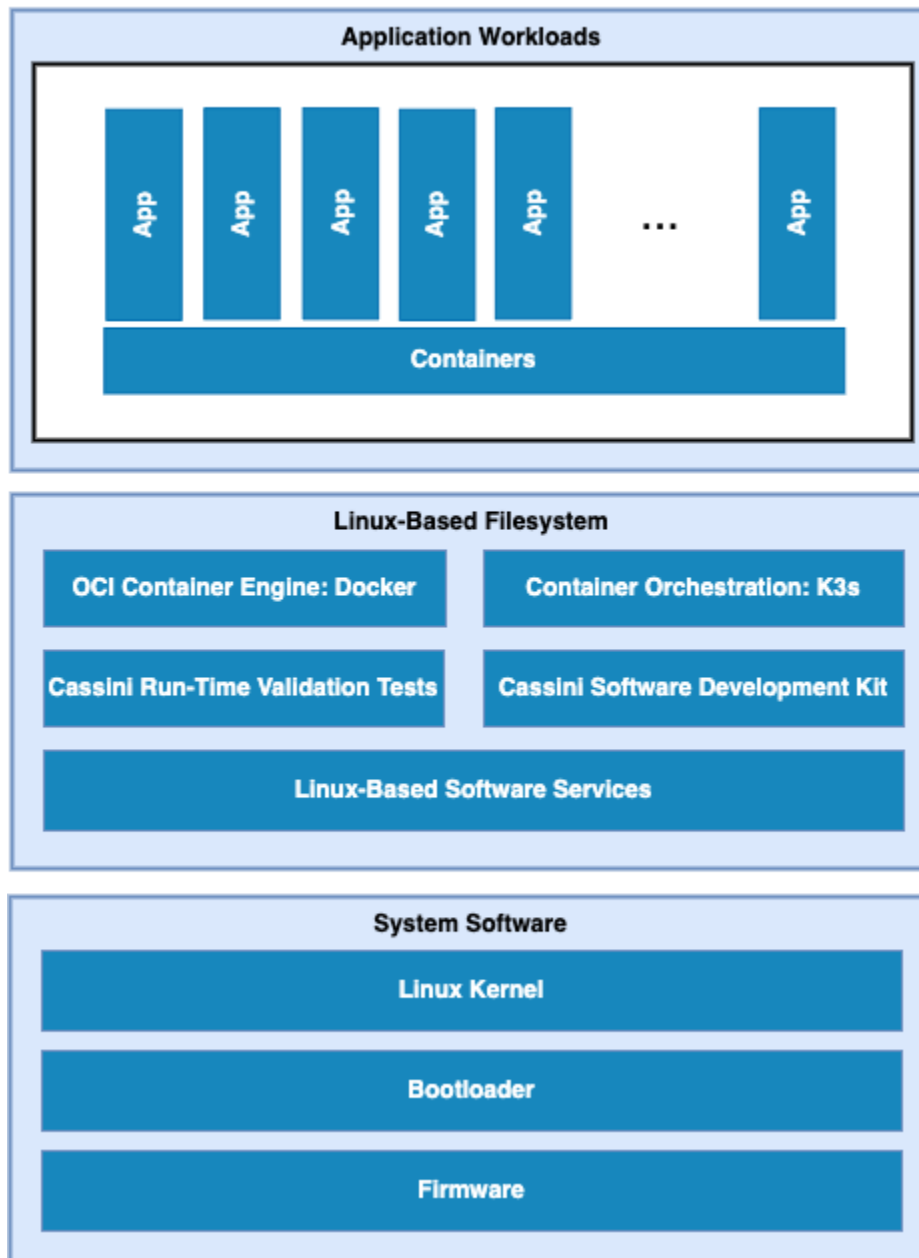 Application Workloads
App
App
App
App
App
...
App
Containers
Linux-Based Filesystem
OCI Container Engine: Docker
Container Orchestration: K3s
Cassini Run-Time Validation Tests
Cassini Software Development Kit
Linux-Based Software Services
System Software
Linux Kernel
Bootloader
Firmware